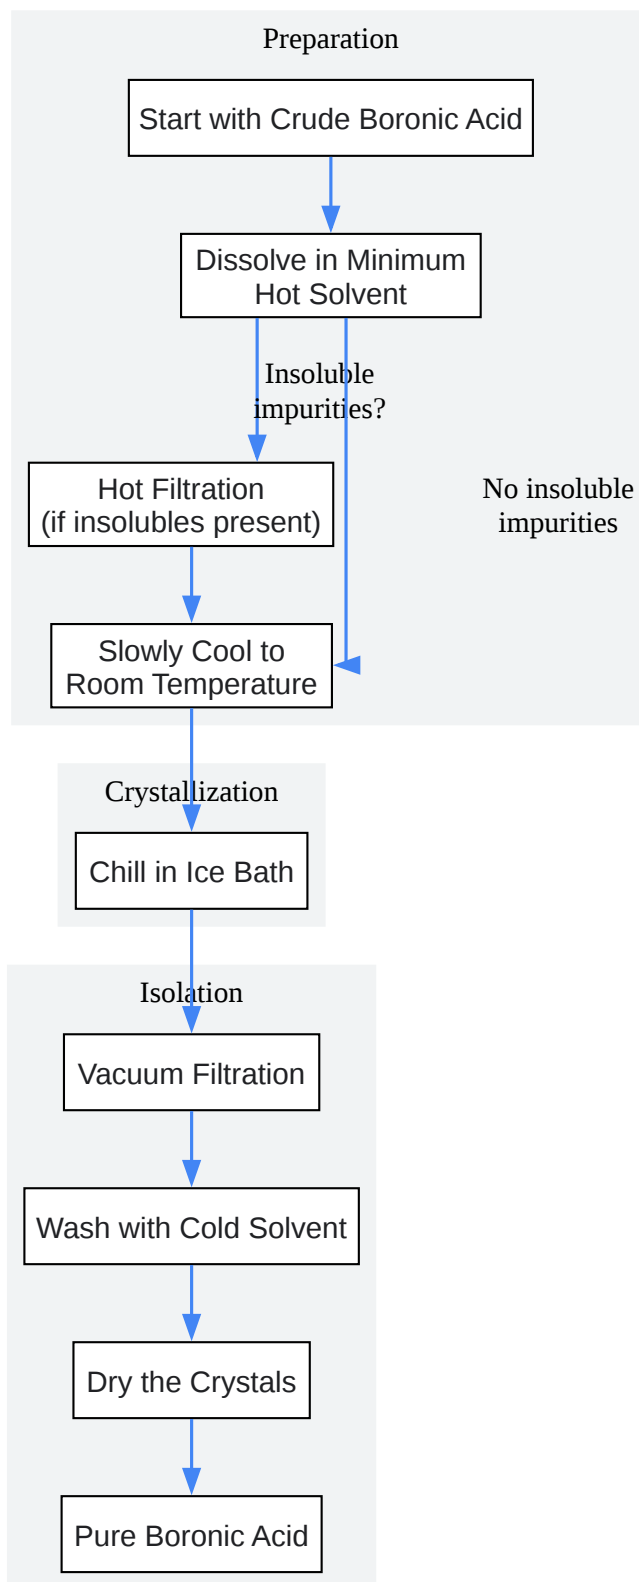 Preparation
Start with Crude Boronic Acid
Dissolve in Minimum
Hot Solvent
Insoluble
impurities?
No insoluble
impurities
Hot Filtration
(if insolubles present)
Slowly Cool to
Room Temperature
Crystallization
Chill in Ice Bath
Isolation
Vacuum Filtration
Wash with Cold Solvent
Dry the Crystals
Pure Boronic Acid